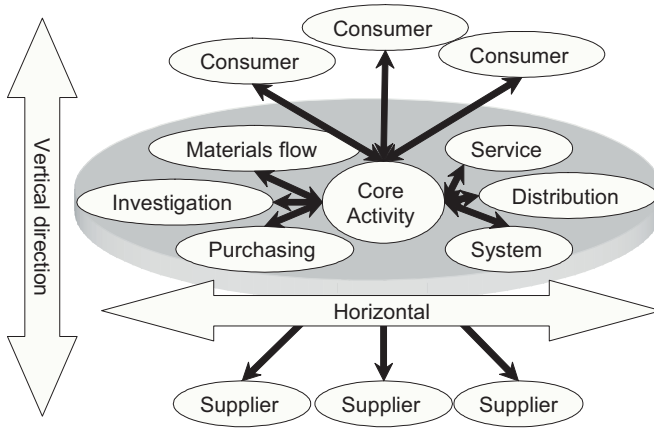 Consumer
Consumer
Consumer
Vertical direction
Materials flow
Service
Investigation
Core
Activity
Distribution
Purchasing
System
Horizontal
Supplier
Supplier
Supplier